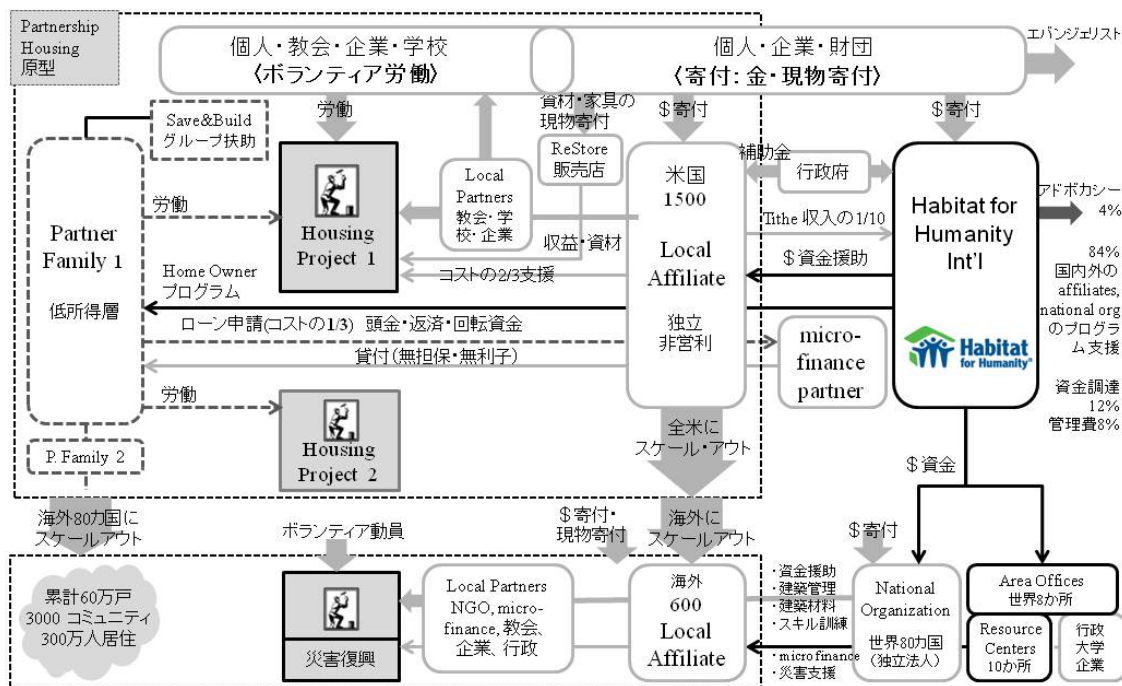 Partnership
Housing
原型
個人・教会・企業・学校
〈ボランティア労働〉
個人・企業・財団
〈寄付: 金・現物寄付〉
エバンジェリスト
Save&Build
グループ扶助
労働
資材・家具の
現物寄付
＄寄付
＄寄付
ReStore
販売店
補助金
行政府
Local
Partners
教会・学
校・企業
米国
1500
Local
Affiliate
独立
非営利
Habitat for
Humanity
Int'l
Habitat
for Humanity®
アドボカシー
4%
84%
国内外の
affiliates,
national org
のプログラ
ム支援
資金調達
12%
管理費8%
Partner
Family 1
低所得層
労働
Housing
Project 1
収益・資材
コストの2/3支援
Tithe 収入の1/10
＄資金援助
Home Owner
プログラム
ローン申請(コストの1/3) 頭金・返済・回転資金
貸付(無担保・無利子)
micro-
finance
partner
労働
Housing
Project 2
P. Family 2
全米に
スケール・アウト
＄資金
海外80カ国に
スケールアウト
ボランティア動員
＄寄付・
現物寄付
海外に
スケールアウト
＄寄付
累計60万戸
3000 コミュニティ
300万人居住
災害復興
Local Partners
NGO, micro-
finance, 教会、
企業、行政
海外
600
Local
Affiliate
・資金援助
・建築管理
・建築材料
・スキル訓練
・microfinance
・災害支援
National
Organization
世界80カ国
（独立法人）
Area Offices
世界8か所
Resource
Centers
10か所
行政
大学
企業